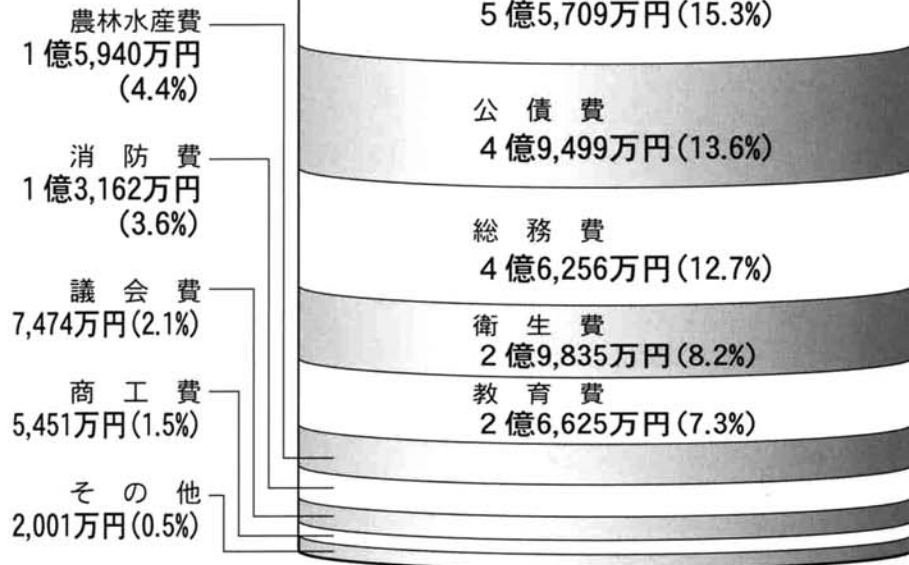 5億5,709万円(15.3%)
公債費
4億9,499万円(13.6%)
総務費
4億6,256万円(12.7%)
衛生費
2億9,835万円(8.2%)
教育費
2億6,625万円(7.3%)
農林水産費
1億5,940万円
(4.4%)
消防費
1億3,162万円
(3.6%)
議会費
7,474万円(2.1%)
商工費
5,451万円(1.5%)
その他
2,001万円(0.5%)